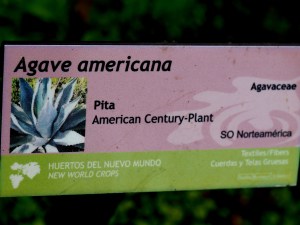 Agave americana
Agavaceae
Pita
American Century-Plant
SO Norteamérica
HUERTOS DEL NUEVO MUNDO
NEW WORLD CROPS
Textiles/Fibers
Cuerdas y Telas Gruesas